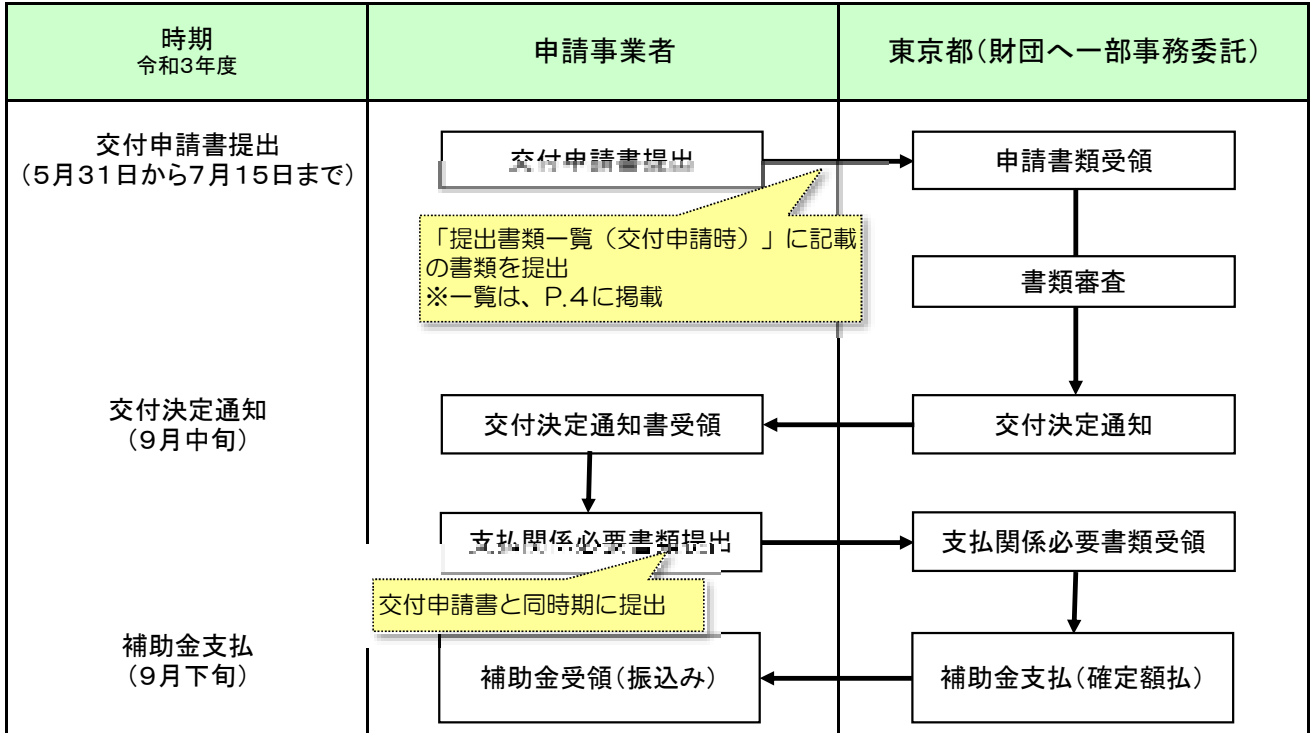 時期
令和3年度
申請事業者
東京都(財団へ一部事務委託)
交付申請書提出
(5月31日から7月15日まで)
交付申請書提出
申請書類受領
「提出書類一覧（交付申請時）」に記載
の書類を提出
※一覧は、P.4に掲載
書類審査
交付決定通知
(9月中旬)
交付決定通知書受領
交付決定通知
支払関係必要書類提出
支払関係必要書類受領
交付申請書と同時期に提出
補助金支払
(9月下旬)
補助金受領(振込み)
補助金支払(確定額払)